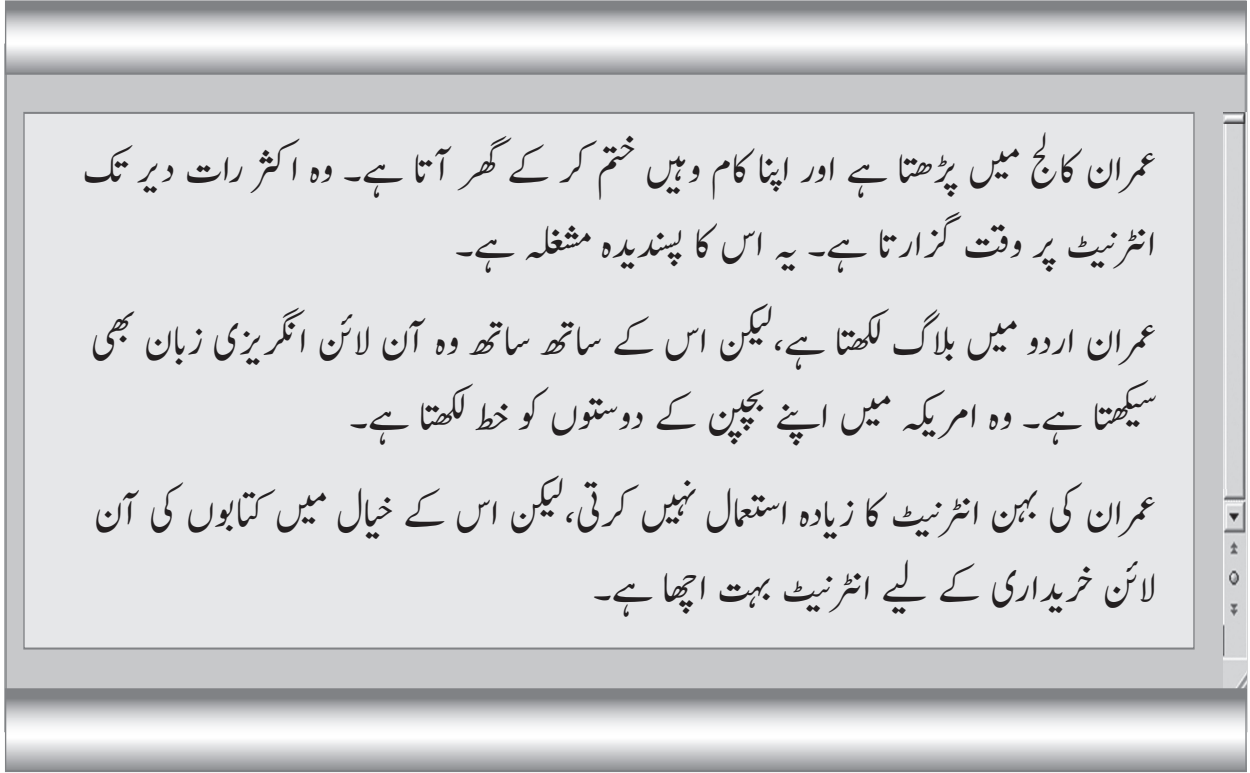 عمران کالج میں پڑھتا ہے اور اپنا کام وہیں ختم کر کے گھر آتا ہے۔ وہ اکثر رات دیر تک
انٹرنیٹ پر وقت گزارتا ہے۔ یہ اس کا پسندیدہ مشغلہ ہے۔
عمران اردو میں بلاگ لکھتا ہے،لیکن اس کے ساتھ ساتھ وہ آن لائن انگریزی زبان بھی
سیکھتا ہے۔ وہ امریکہ میں اپنے بچپن کے دوستوں کو خط لکھتا ہے۔
عمران کی بہن انٹرنیٹ کا زیادہ استعمال نہیں کرتی،لیکن اس کے خیال میں کتابوں کی آن
لائن خریداری کے لیے انٹرنیٹ بہت اچھا ہے۔